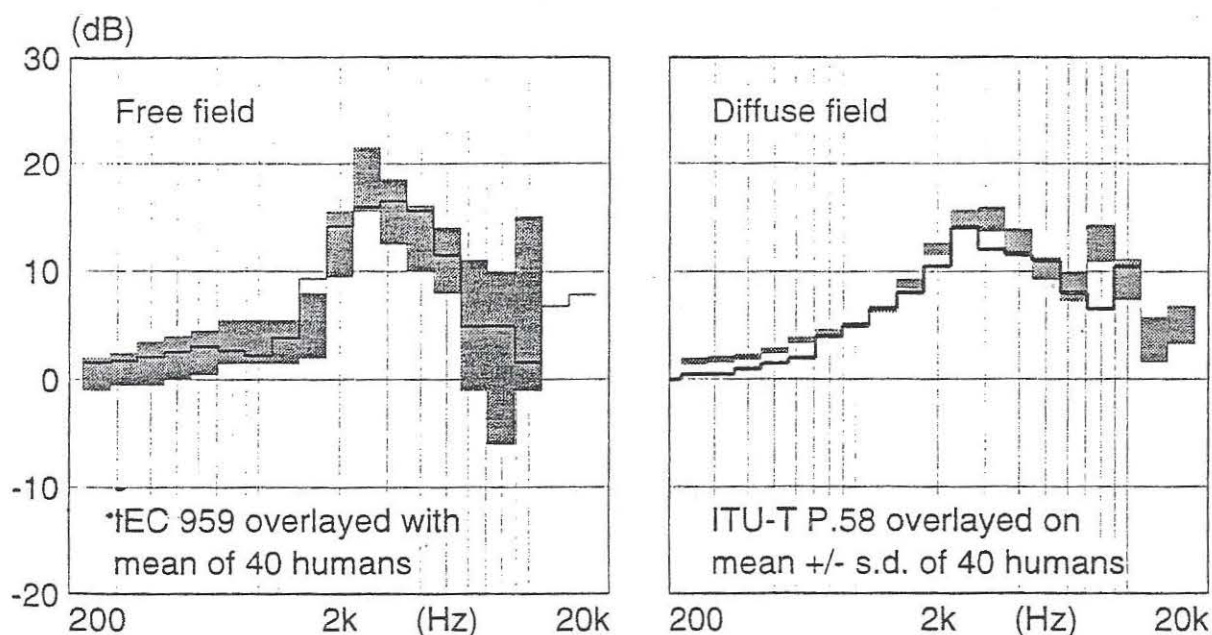 (dB)
30
20
10
0
-10
-20
Free field
IEC 959 overlayed with
mean of 40 humans
200 2k (Hz) 20k
Diffuse field
ITU-T P.58 overlayed on
mean +/- s.d. of 40 humans
200 2k (Hz) 20k